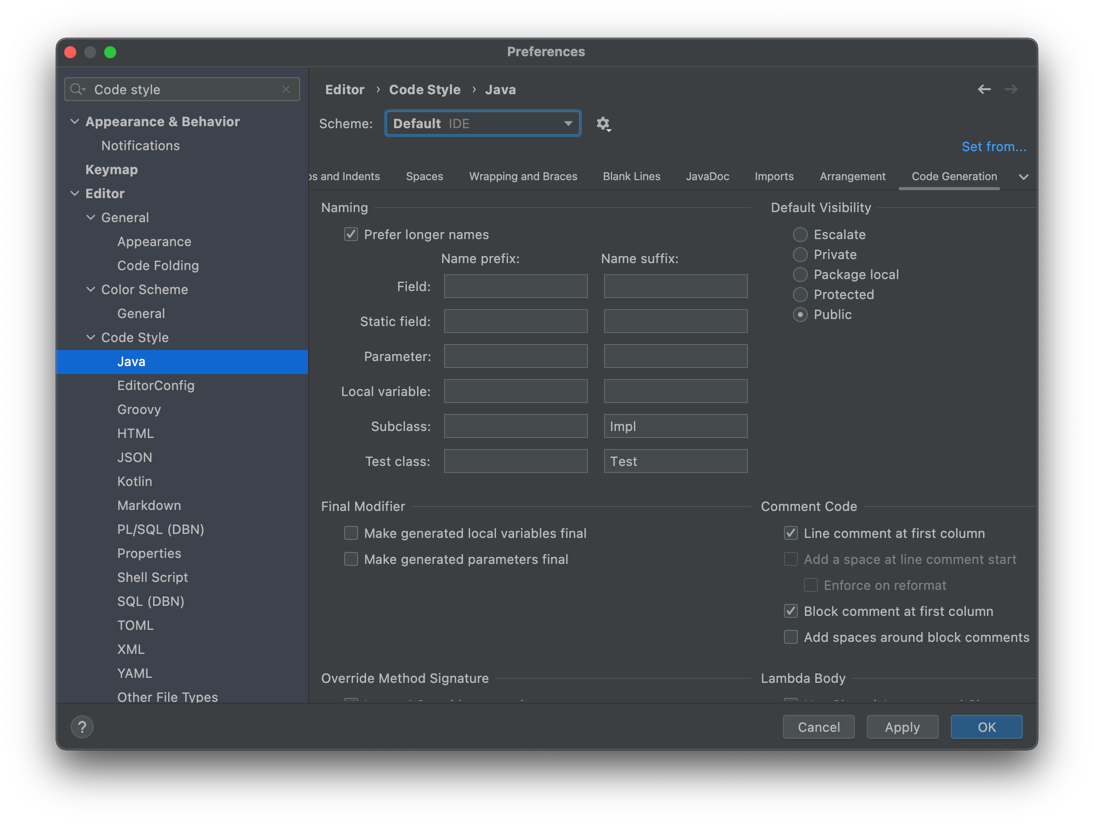 Preferences
Code style
Appearance & Behavior
Notifications
Keymap
Editor
General
Appearance
Code Folding
Color Scheme
General
Code Style
Java
EditorConfig
Groovy
HTML
JSON
Kotlin
Markdown
PL/SQL (DBN)
Properties
Shell Script
SQL (DBN)
TOML
XML
YAML
Other File Types
?
Editor › Code Style › Java
Scheme: Default IDE
Set from...
and Indents Spaces Wrapping and Braces Blank Lines JavaDoc Imports Arrangement Code Generation
Naming
Prefer longer names
Name prefix: Name suffix:
Field:
Static field:
Parameter:
Local variable:
Subclass: Impl
Test class: Test
Default Visibility
Escalate
Private
Package local
Protected
Public
Final Modifier
Make generated local variables final
Make generated parameters final
Comment Code
Line comment at first column
Add a space at line comment start
Enforce on reformat
Block comment at first column
Add spaces around block comments
Override Method Signature
Lambda Body
Cancel Apply OK